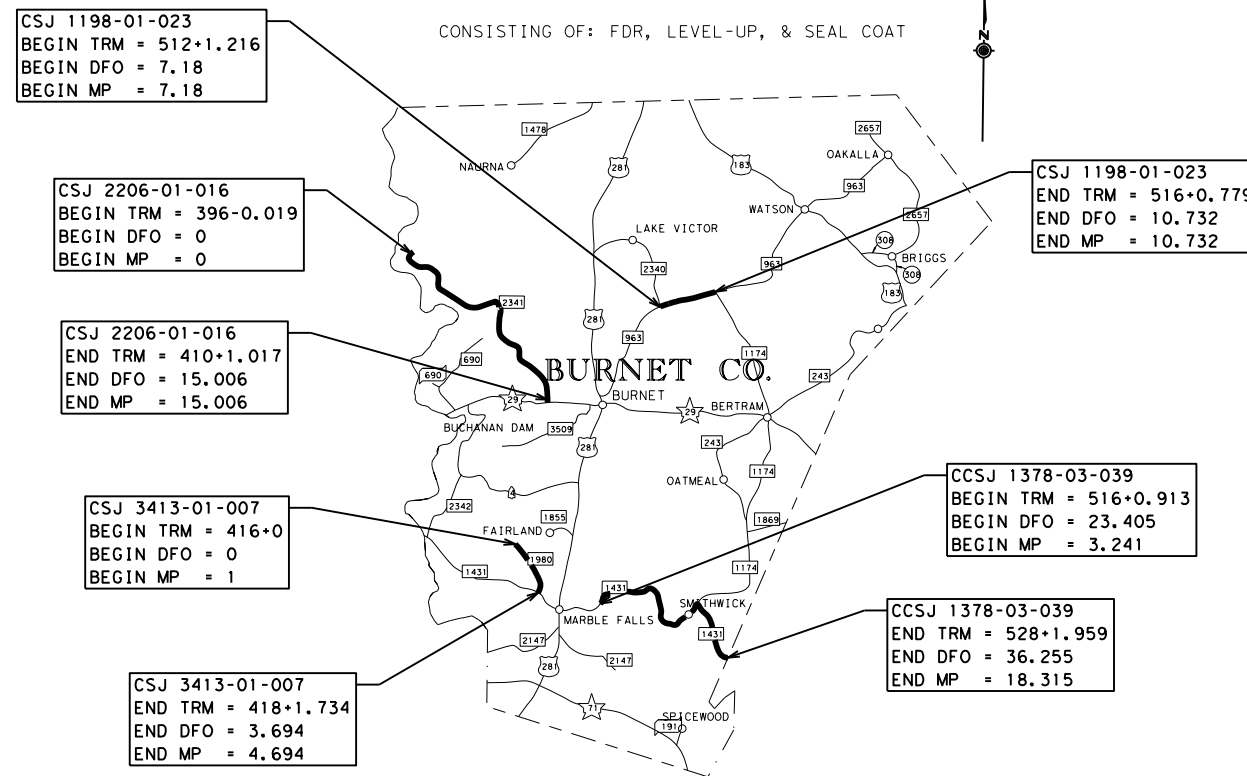 CONSISTING OF: FDR, LEVEL-UP, & SEAL COAT
N
CSJ 1198-01-023
BEGIN TRM = 512+1.216
BEGIN DFO = 7.18
BEGIN MP = 7.18
CSJ 2206-01-016
BEGIN TRM = 396-0.019
BEGIN DFO = 0
BEGIN MP = 0
CSJ 2206-01-016
END TRM = 410+1.017
END DFO = 15.006
END MP = 15.006
CSJ 3413-01-007
BEGIN TRM = 416+0
BEGIN DFO = 0
BEGIN MP = 1
CSJ 3413-01-007
END TRM = 418+1.734
END DFO = 3.694
END MP = 4.694
CSJ 1198-01-023
END TRM = 516+0.779
END DFO = 10.732
END MP = 10.732
CCSJ 1378-03-039
BEGIN TRM = 516+0.913
BEGIN DFO = 23.405
BEGIN MP = 3.241
CCSJ 1378-03-039
END TRM = 528+1.959
END DFO = 36.255
END MP = 18.315
1478
2657
NAURNA
281
183
OAKALLA
963
WATSON
2657
LAKE VICTOR
308
BRIGGS
2340
963
308
183
2341
281
963
690
1174
690
BURNET CO.
243
29
BURNET
29
BERTRAM
BUCHANAN DAM
3509
281
243
1174
OATMEAL
4
2342
1855
1869
FAIRLAND
1980
1431
1174
1431
SMITHWICK
MARBLE FALLS
1431
2147
2147
281
71
SPICEWOOD
191